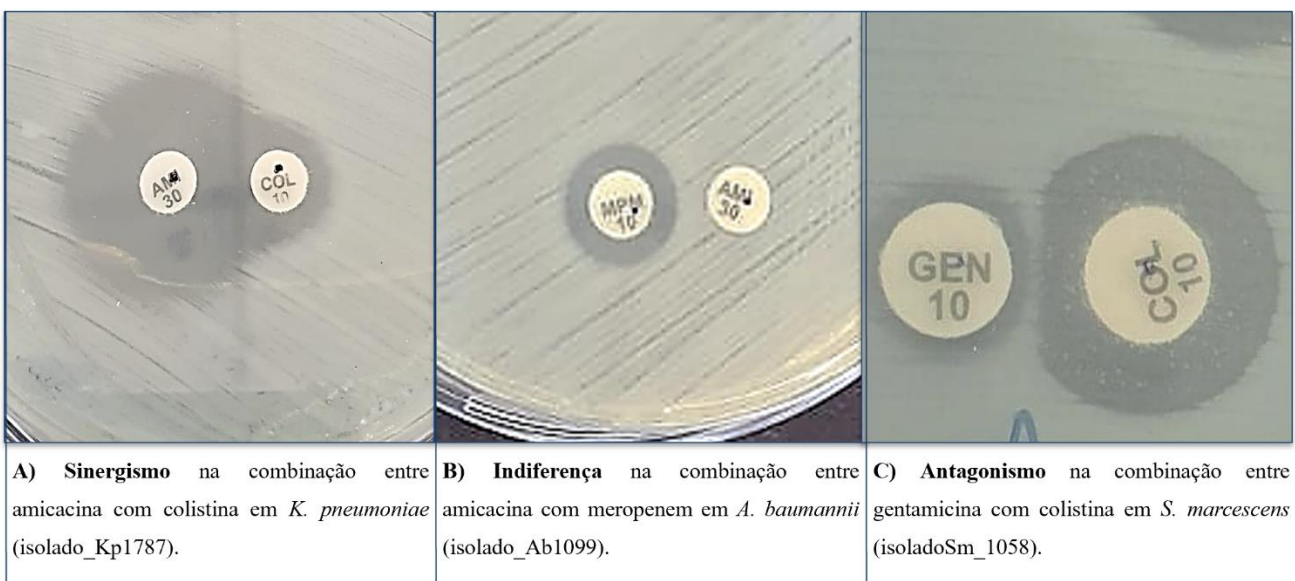 AMI
30
COL
10
MPM
10
AMI
30
GEN
10
COL
10
A) Sinergismo na combinação entre
amicacina com colistina em K. pneumoniae
(isolado_Kp1787).
B) Indiferença na combinação entre
amicacina com meropenem em A. baumannii
(isolado_Ab1099).
C) Antagonismo na combinação entre
gentamicina com colistina em S. marcescens
(isoladoSm_1058).